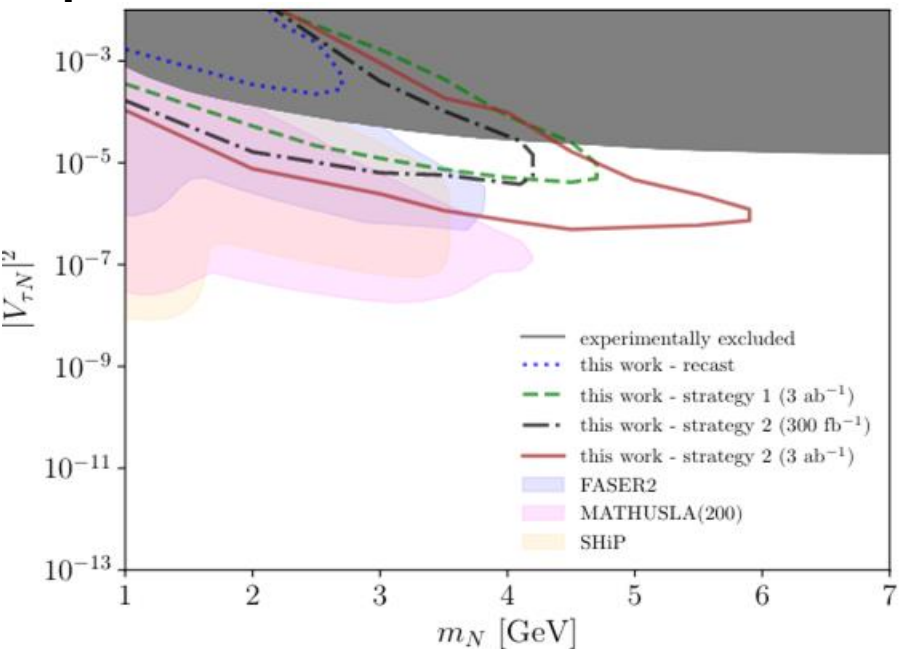 |V_{τN}|²
10⁻³
10⁻⁵
10⁻⁷
10⁻⁹
10⁻¹¹
10⁻¹³
experimentally excluded
this work - recast
this work - strategy 1 (3 ab⁻¹)
this work - strategy 2 (300 fb⁻¹)
this work - strategy 2 (3 ab⁻¹)
FASER2
MATHUSLA(200)
SHiP
1 2 3 4 5 6 7
m_N [GeV]